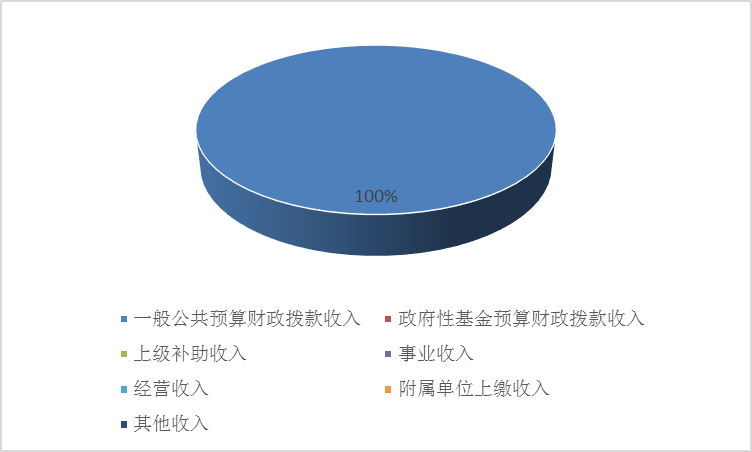 100%
一般公共预算财政拨款收入
政府性基金预算财政拨款收入
上级补助收入
事业收入
经营收入
附属单位上缴收入
其他收入